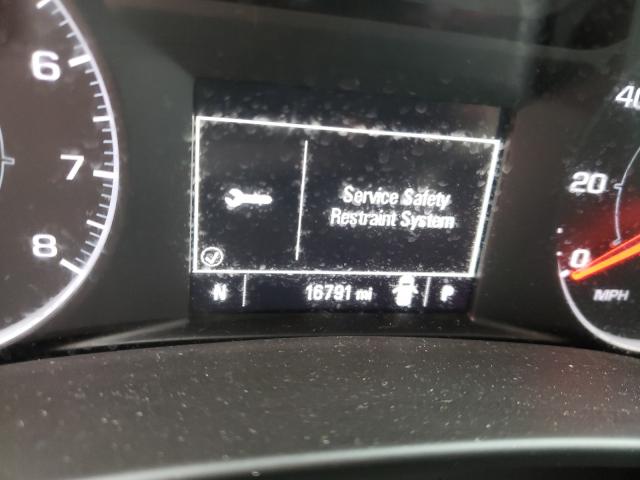 6
7
8
Service Safety
Restraint System
N 16791 mi P
40
20
0
MPH